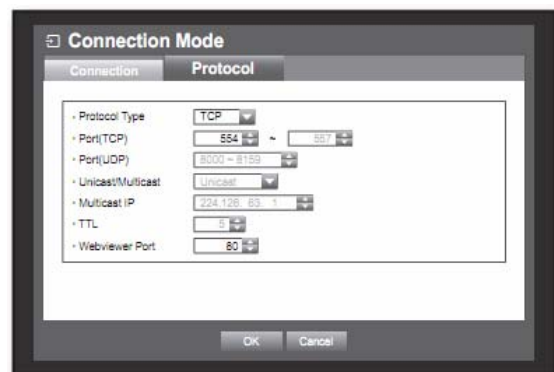 Connection Mode
Connection Protocol
Protocol Type TCP
Port(TCP) 554 ~ 557
Port(UDP) 8000 ~ 8159
Unicast/Multicast Unicast
Multicast IP 224.126. 63. 1
TTL 5
Webviewer Port 80
OK Cancel